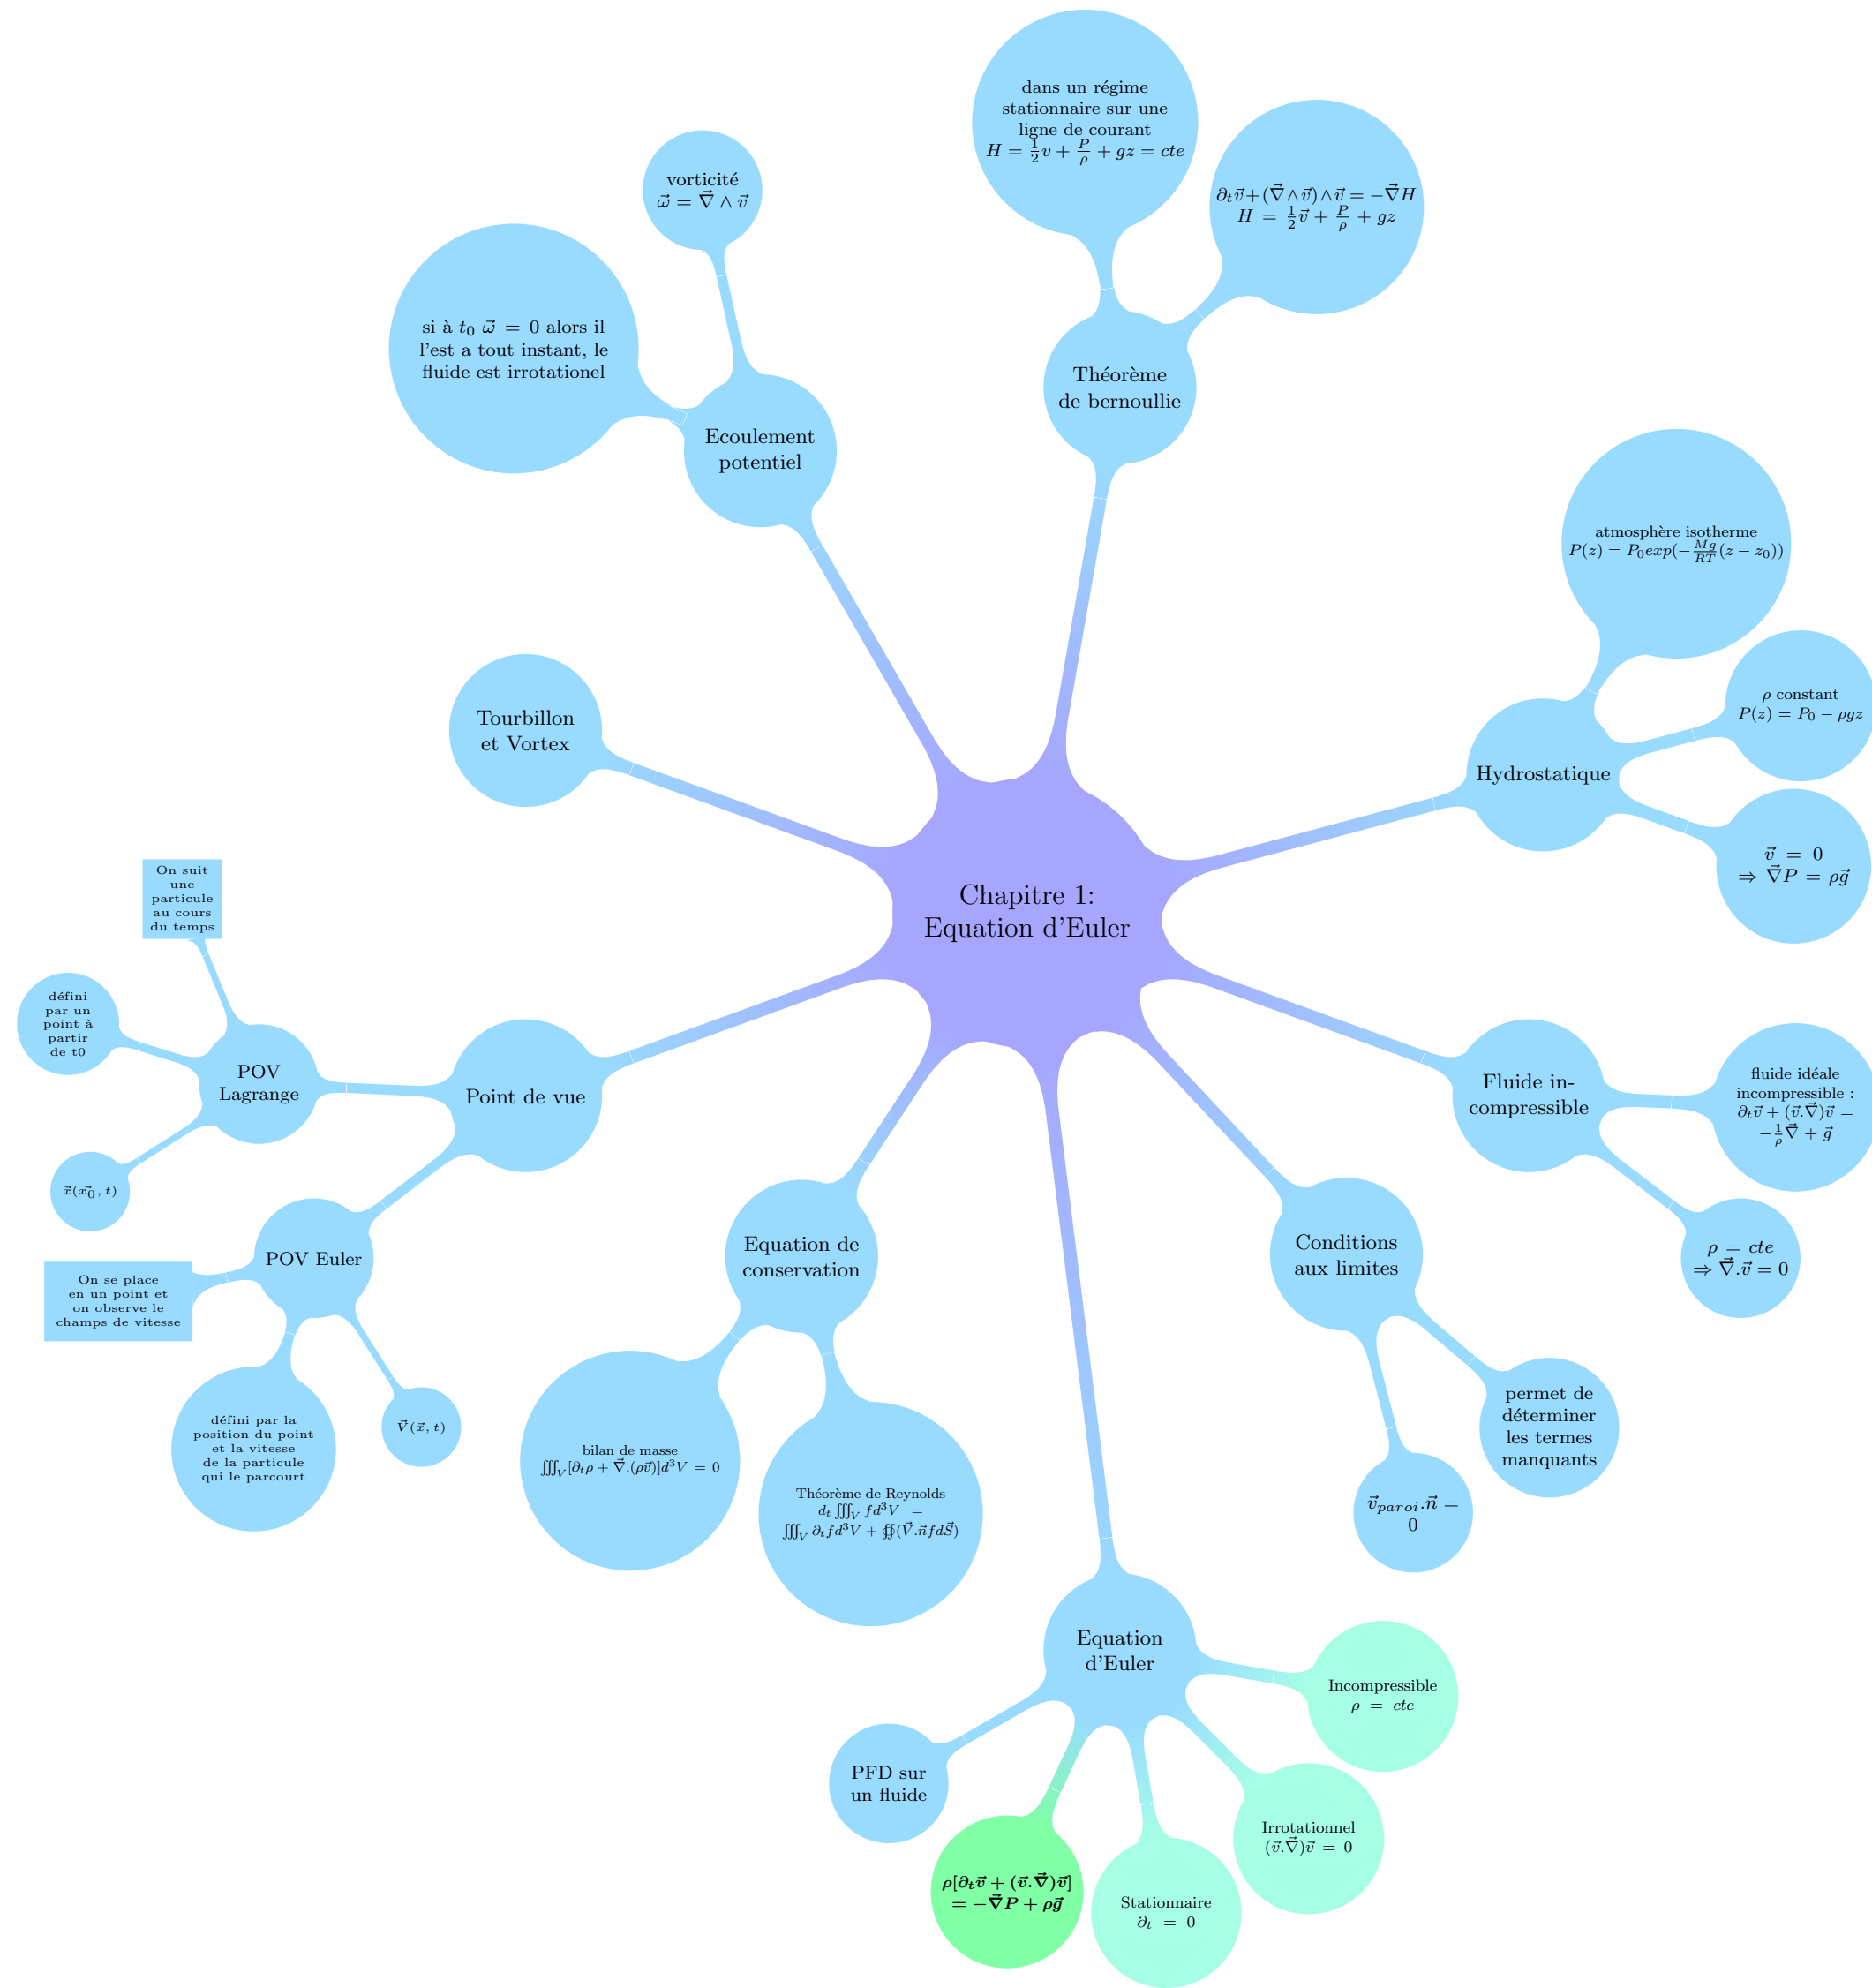 dans un régime
stationnaire sur une
ligne de courant
$H = \frac{1}{2}v + \frac{P}{\rho} + gz = cte$
$\partial_t\vec{v}+(\vec{\nabla}\wedge\vec{v})\wedge\vec{v} = -\vec{\nabla}H$
$H = \frac{1}{2}\vec{v} + \frac{P}{\rho} + gz$
Théorème
de bernoullie
vorticité
$\vec{\omega} = \vec{\nabla} \wedge \vec{v}$
si à $t_0$ $\vec{\omega} = 0$ alors il
l'est a tout instant, le
fluide est irrotationel
Ecoulement
potentiel
atmosphère isotherme
$P(z) = P_0exp(-\frac{Mg}{RT}(z - z_0))$
ρ constant
$P(z) = P_0 - \rho gz$
Hydrostatique
$\vec{v} = 0$
$\Rightarrow \vec{\nabla}P = \rho\vec{g}$
Tourbillon
et Vortex
Chapitre 1:
Equation d'Euler
On suit
une
particule
au cours
du temps
défini
par un
point à
partir
de t0
POV
Lagrange
$\vec{x}(\vec{x_0}, t)$
Point de vue
POV Euler
On se place
en un point et
on observe le
champs de vitesse
défini par la
position du point
et la vitesse
de la particule
qui le parcourt
$\vec{V}(\vec{x}, t)$
Equation de
conservation
bilan de masse
$\iiint_V[\partial_t\rho + \vec{\nabla}.(\rho\vec{v})]d^3V = 0$
Théorème de Reynolds
$d_t \iiint_V fd^3V =$
$\iiint_V \partial_t fd^3V + \oiint(\vec{V}.\vec{n}fd\vec{S})$
Fluide in-
compressible
fluide idéale
incompressible :
$\partial_t\vec{v} + (\vec{v}.\vec{\nabla})\vec{v} =$
$-\frac{1}{\rho}\vec{\nabla} + \vec{g}$
$\rho = cte$
$\Rightarrow \vec{\nabla}.\vec{v} = 0$
Conditions
aux limites
permet de
déterminer
les termes
manquants
$\vec{v}_{paroi}.\vec{n} =$
0
Equation
d'Euler
PFD sur
un fluide
$\rho[\partial_t\vec{v} + (\vec{v}.\vec{\nabla})\vec{v}]$
$= -\vec{\nabla}P + \rho\vec{g}$
Stationnaire
$\partial_t = 0$
Irrotationnel
$(\vec{v}.\vec{\nabla})\vec{v} = 0$
Incompressible
$\rho = cte$